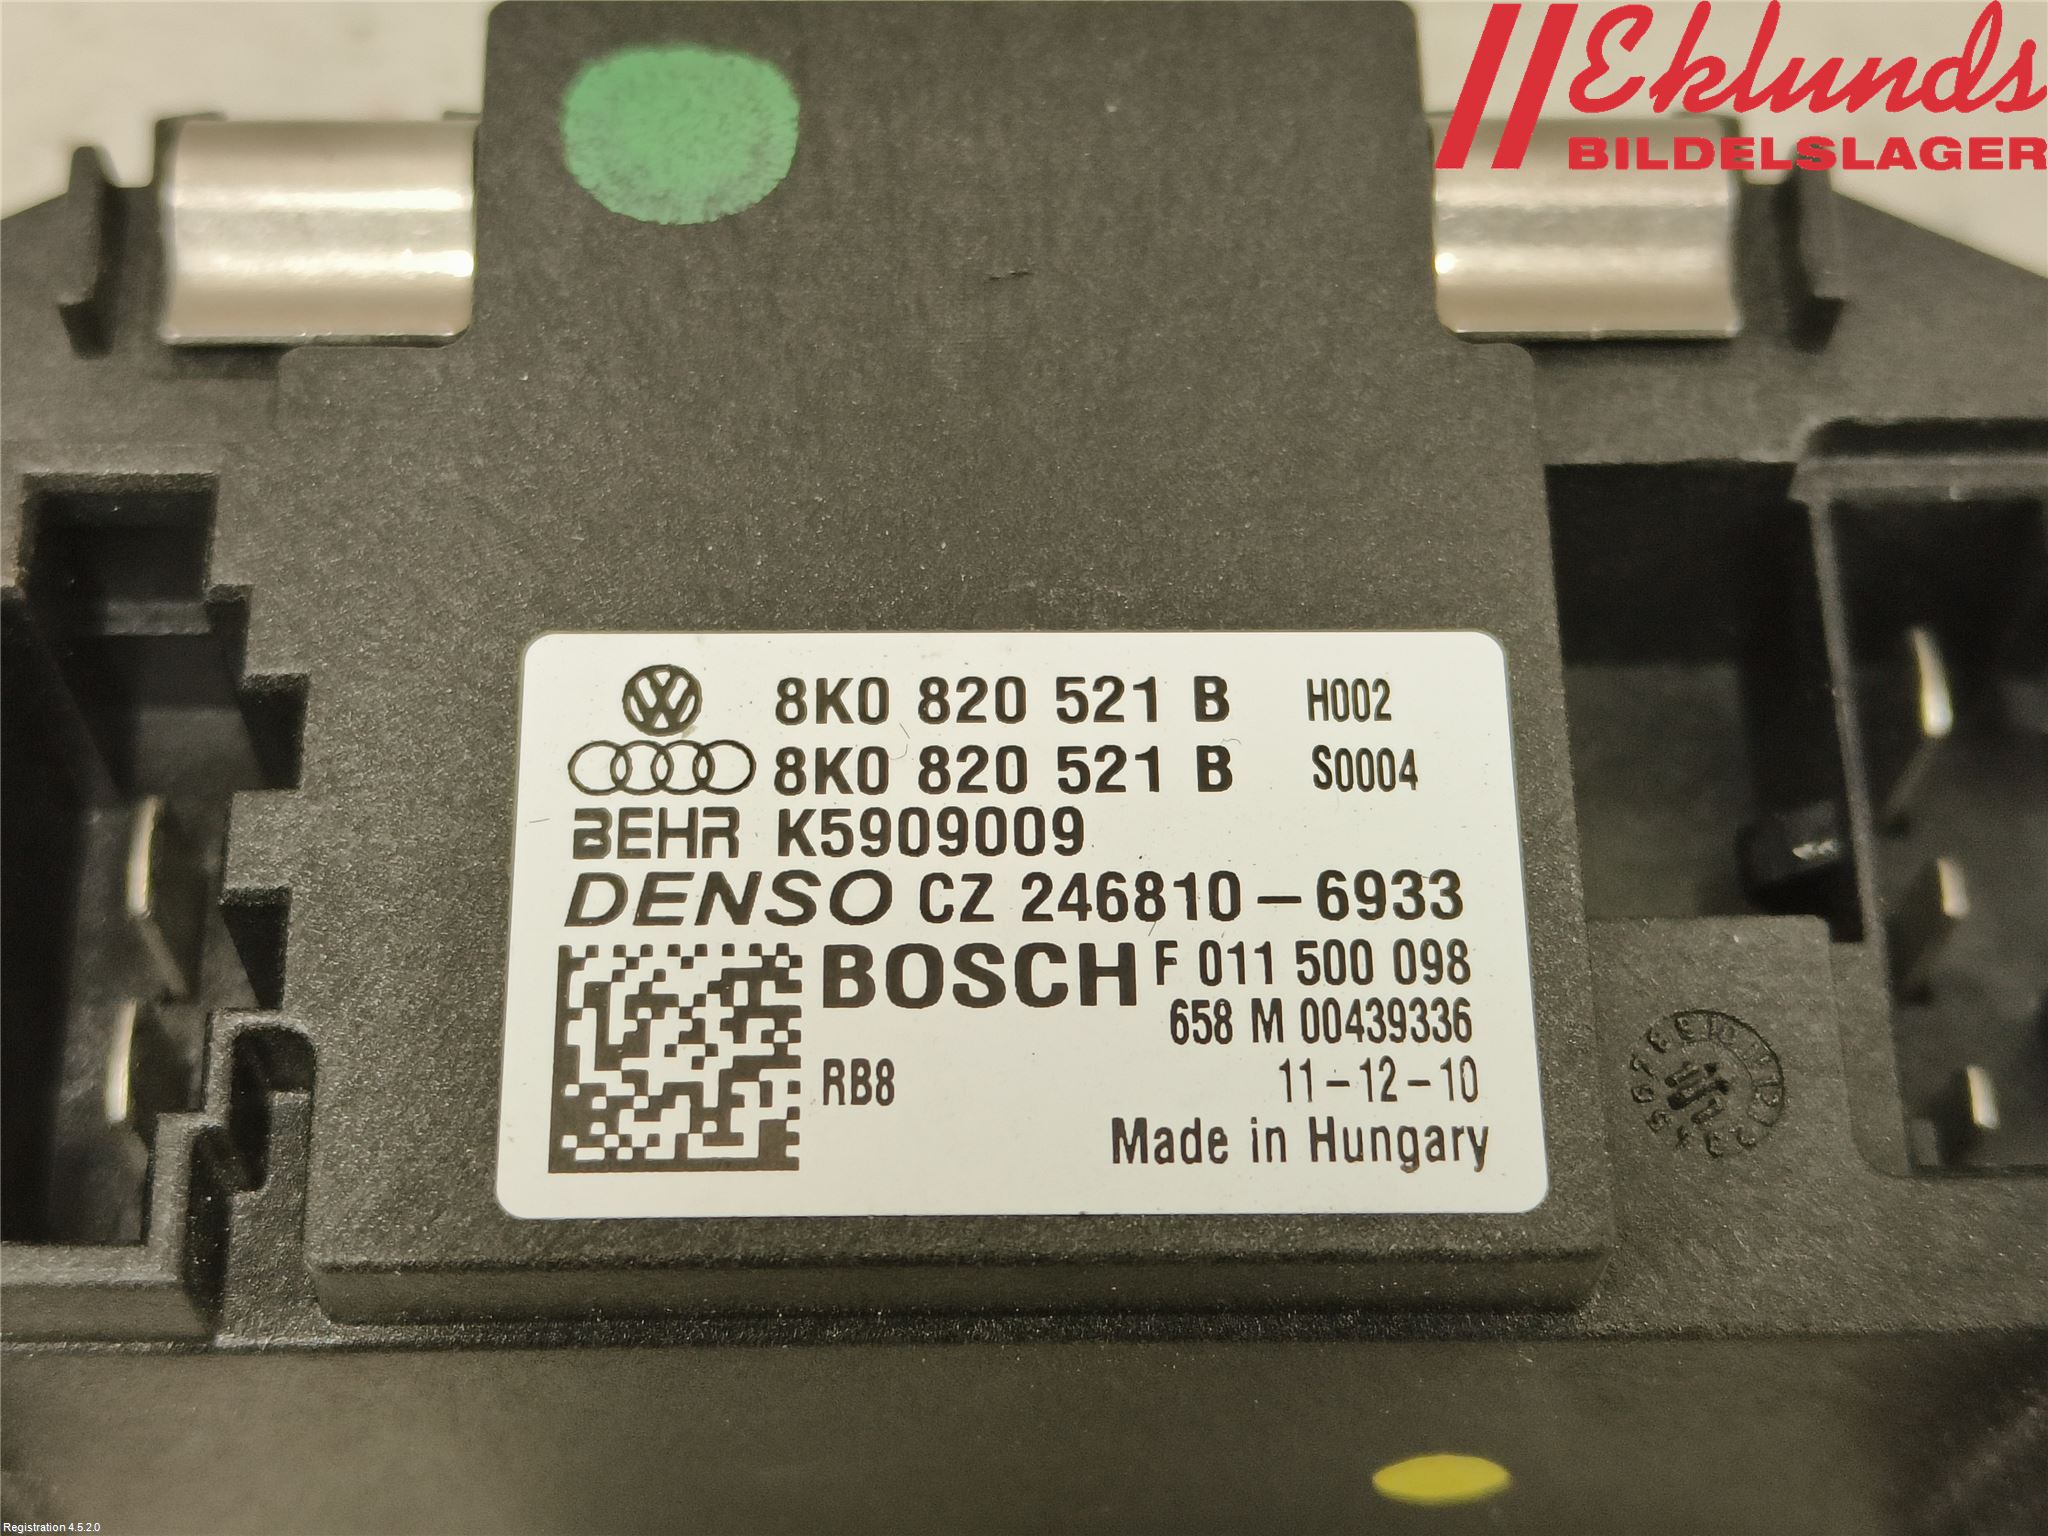 Eklunds
BILDELSLAGER
8K0 820 521 B H002
8K0 820 521 B S0004
BEHR K5909009
DENSO CZ 246810-6933
BOSCH F 011 500 098
658 M 00439336
RB8 11-12-10
Made in Hungary
Registration 4.5.2.0